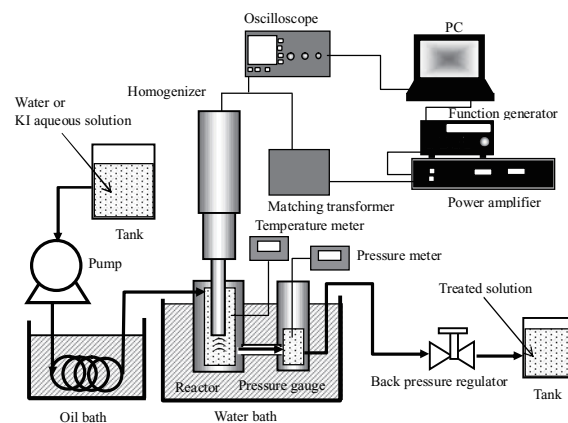 Oscilloscope
PC
Homogenizer
Water or
KI aqueous solution
Function generator
Matching transformer
Power amplifier
Tank
Temperature meter
Pump
Pressure meter
Treated solution
Reactor
Pressure gauge
Back pressure regulator
Tank
Oil bath
Water bath